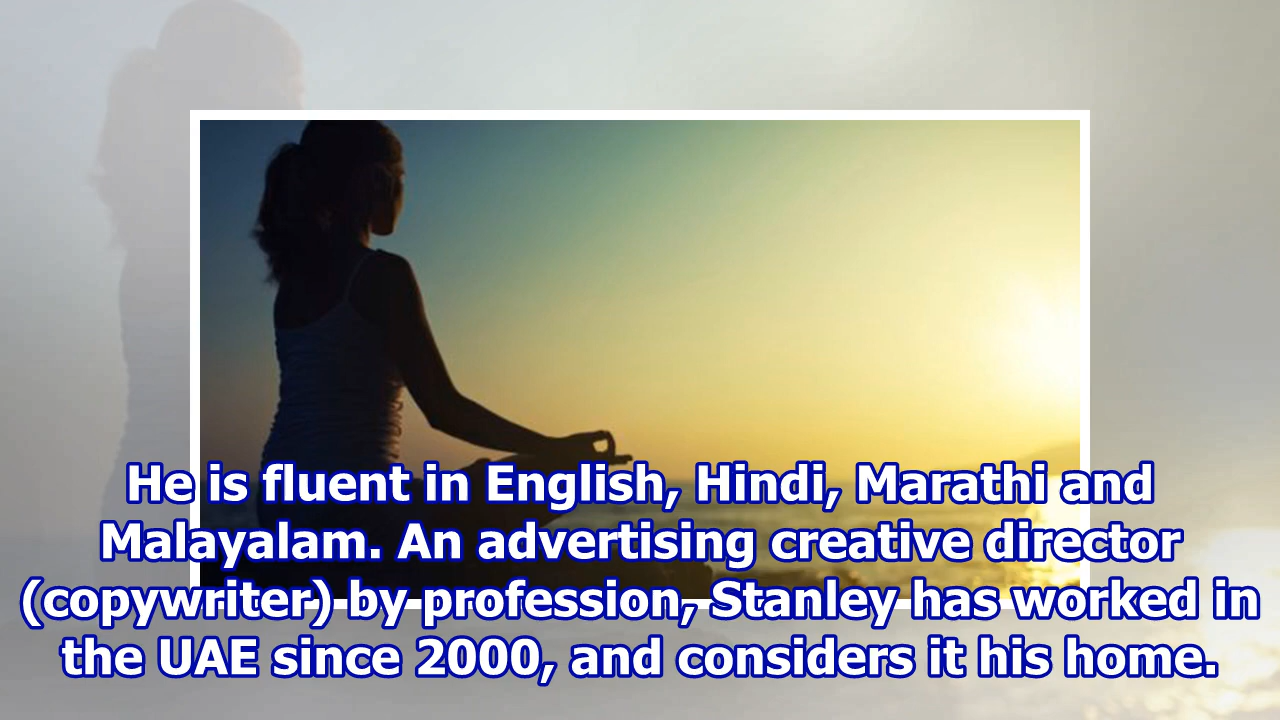 He is fluent in English, Hindi, Marathi and
Malayalam. An advertising creative director
(copywriter) by profession, Stanley has worked in
the UAE since 2000, and considers it his home.